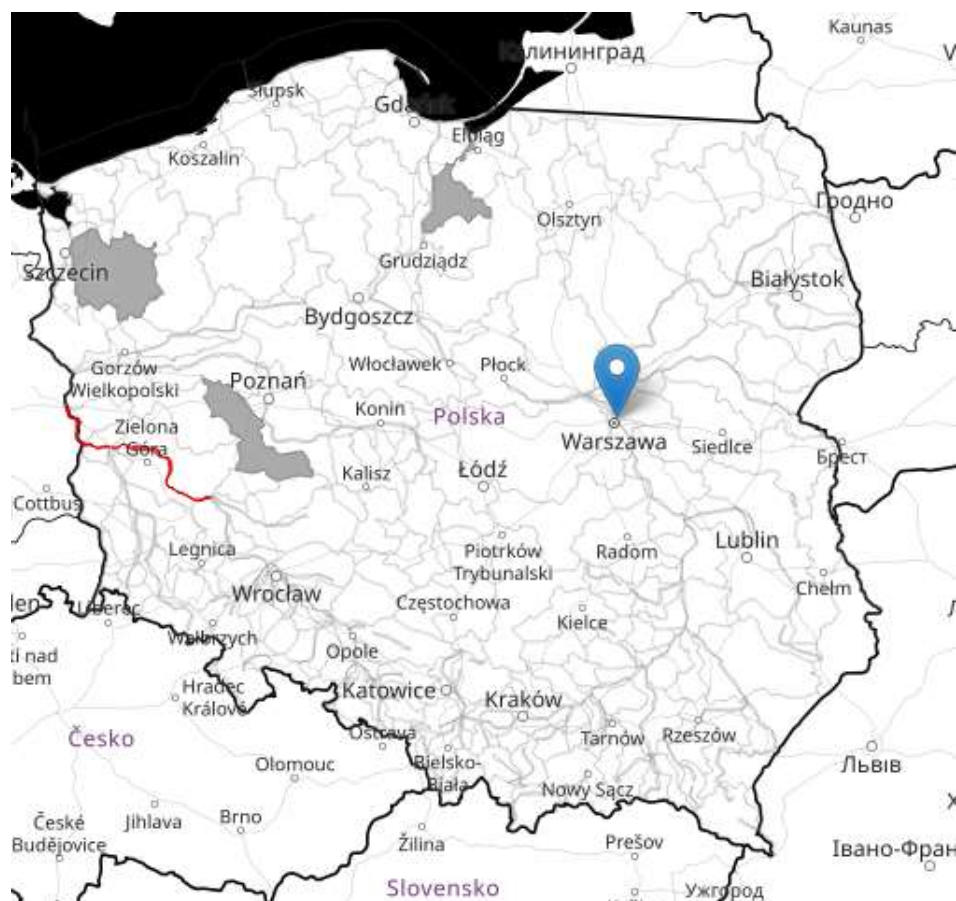 Kaunas
Калининград
Słupsk
Gdańsk
Elbląg
Koszalin
Гродно
Olsztyn
Szczecin
Grudziądz
Białystok
Bydgoszcz
Gorzów
Wielkopolski
Włocławek
Płock
Poznań
Konin
Polska
Zielona
Góra
Warszawa
Siedlce
Брест
Kalisz
Łódź
Cottbus
Legnica
Piotrków
Trybunalski
Radom
Lublin
Wrocław
Częstochowa
Chełm
Liberec
Kielce
Wałbrzych
Opole
Hradec
Králové
Katowice
Kraków
Česko
Ostrava
Tarnów
Rzeszów
Olomouc
Bielsko-
Biała
Nowy Sącz
Львів
Jihlava
Brno
České
Budějovice
Žilina
Prešov
Івано-Фран
Slovensko
Ужгород